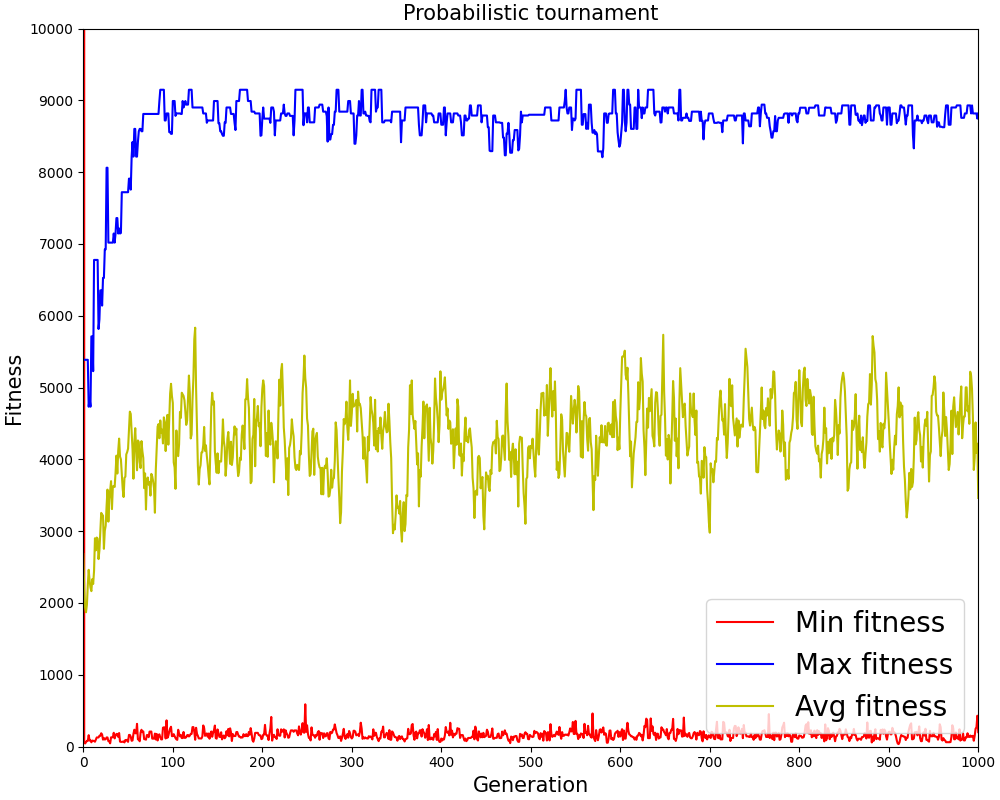 Probabilistic tournament
10000
9000
8000
7000
6000
5000
4000
3000
2000
1000
0
Fitness
Min fitness
Max fitness
Avg fitness
0 100 200 300 400 500 600 700 800 900 1000
Generation